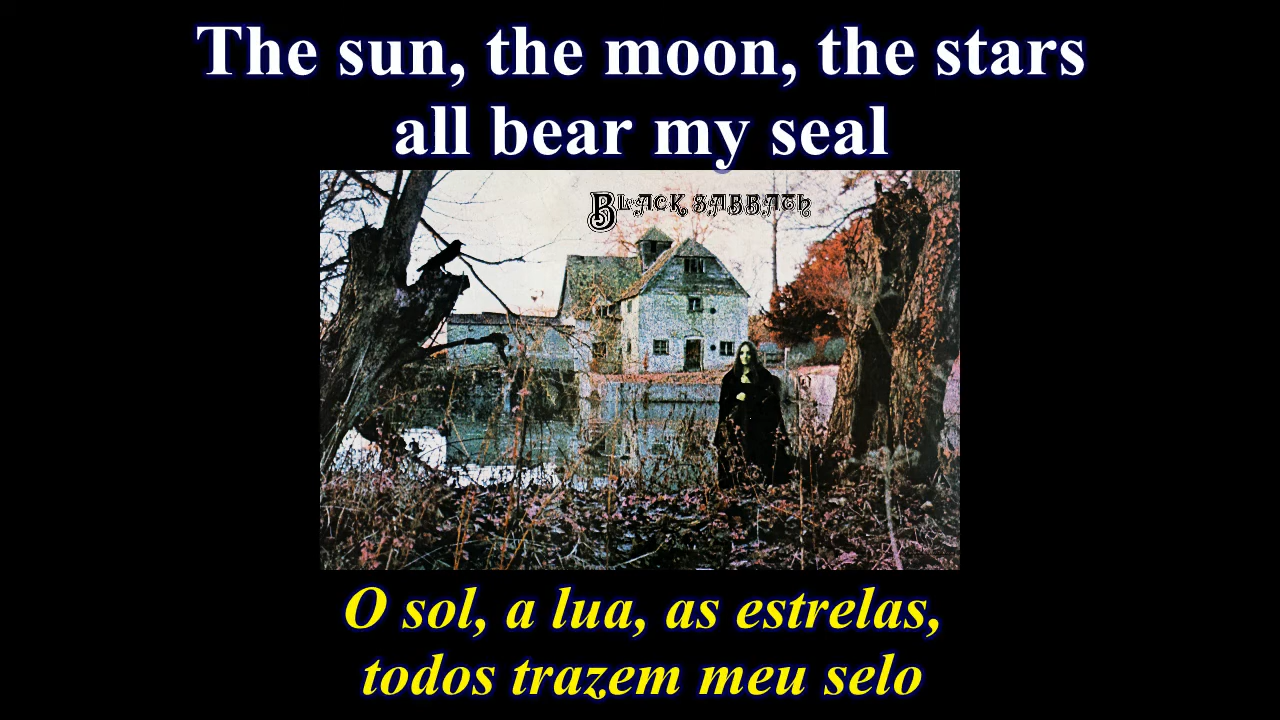 The sun, the moon, the stars
all bear my seal
BLACK SABBATH
O sol, a lua, as estrelas,
todos trazem meu selo